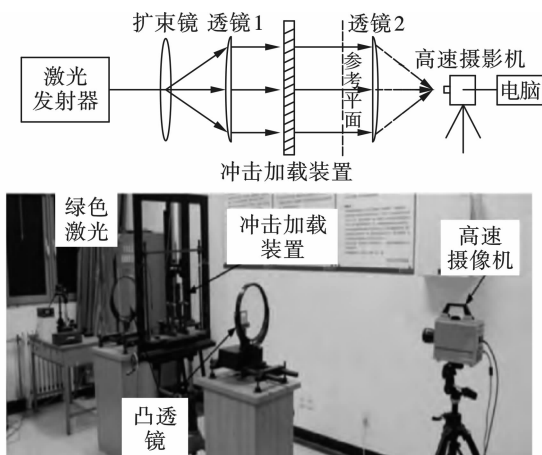 扩束镜
透镜1
透镜2
激光
发射器
参考平面
高速摄影机
电脑
冲击加载装置
绿色
激光
冲击加载
装置
高速
摄像机
凸透
镜